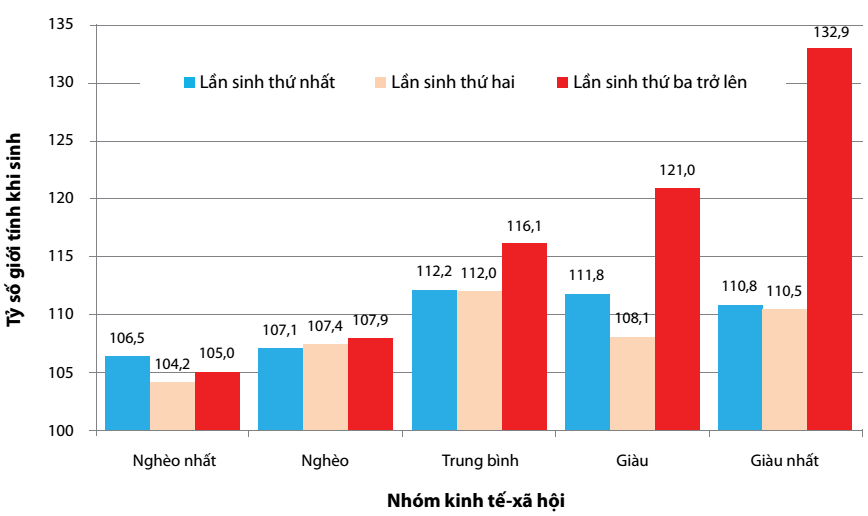 135
132,9
130
Lần sinh thứ nhất
Lần sinh thứ hai
Lần sinh thứ ba trở lên
125
121,0
120
116,1
115
112,2
112,0
111,8
110,8
110,5
110
108,1
107,1
107,4
107,9
106,5
104,2
105,0
105
100
Nghèo nhất
Nghèo
Trung bình
Giàu
Giàu nhất
Nhóm kinh tế-xã hội
Tỷ số giới tính khi sinh